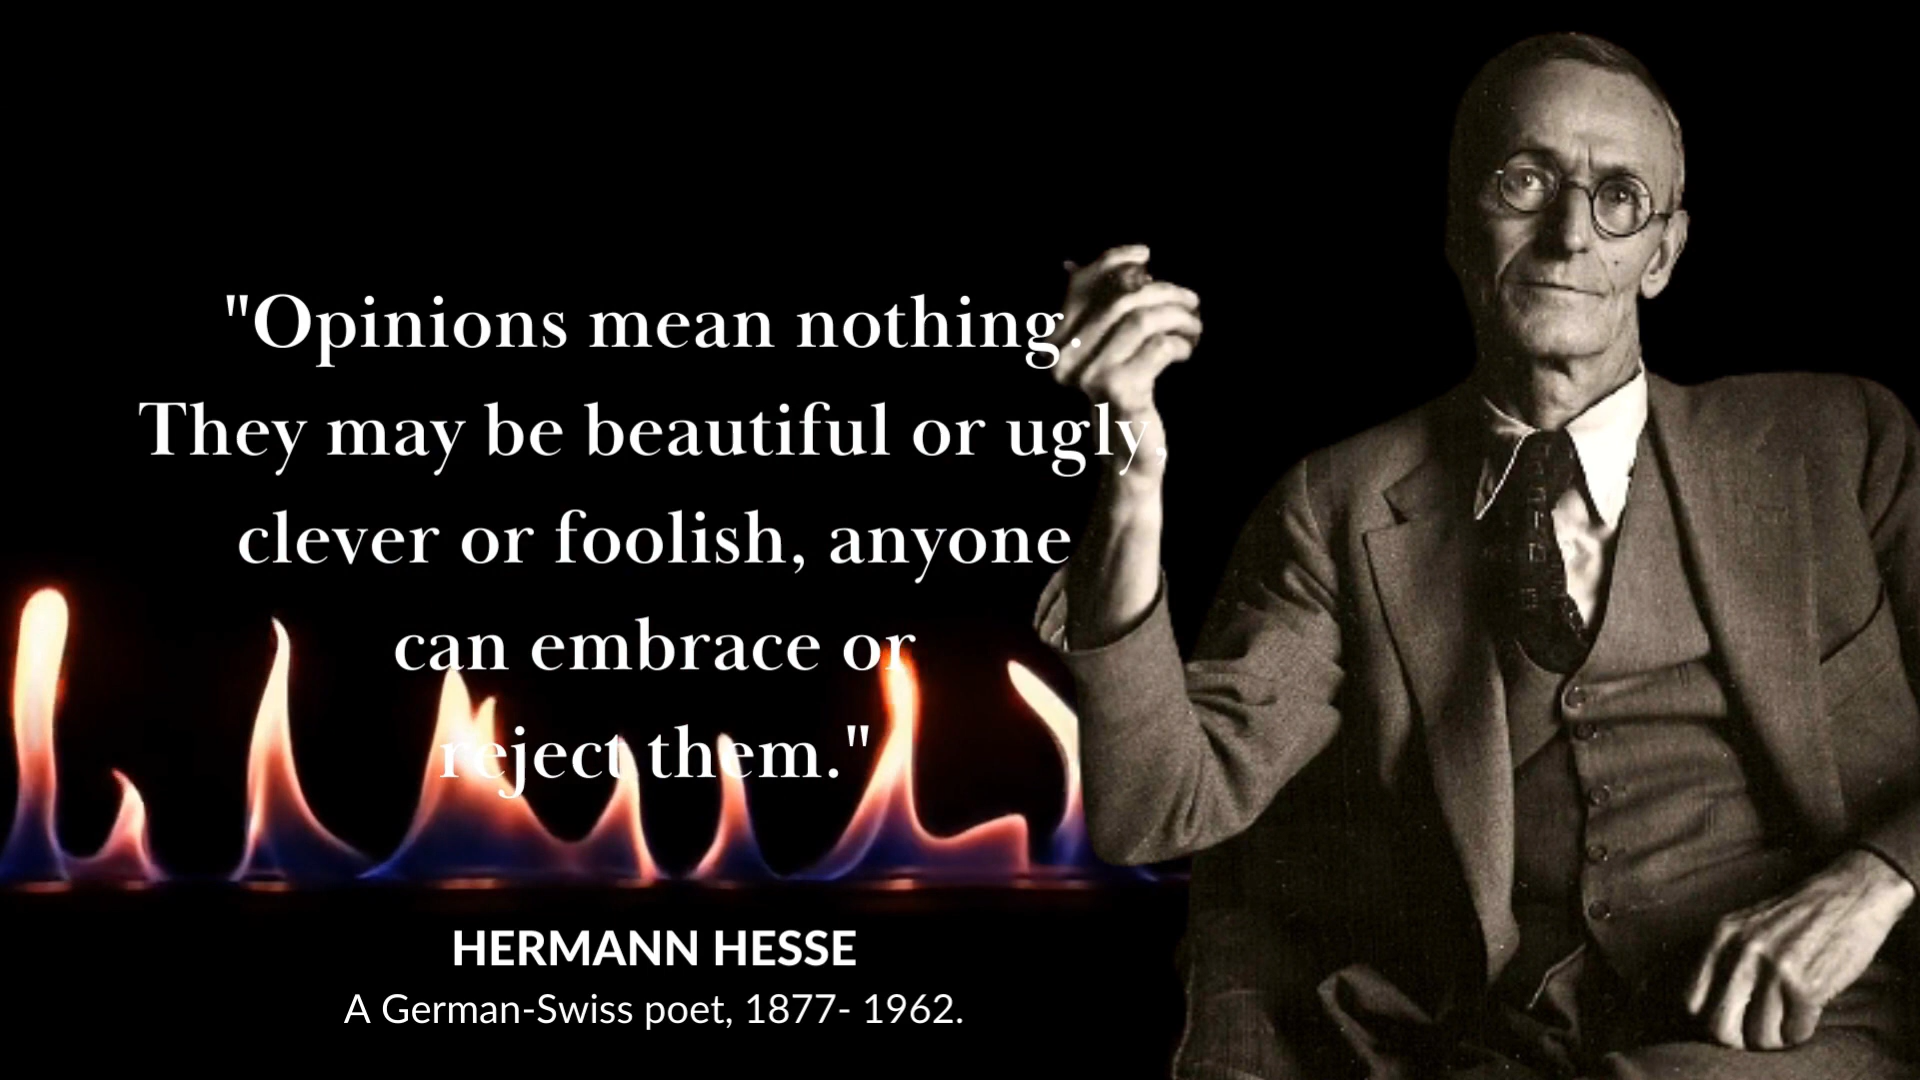 "Opinions mean nothing.
They may be beautiful or ugly,
clever or foolish, anyone
can embrace or
reject them."
HERMANN HESSE
A German-Swiss poet, 1877- 1962.